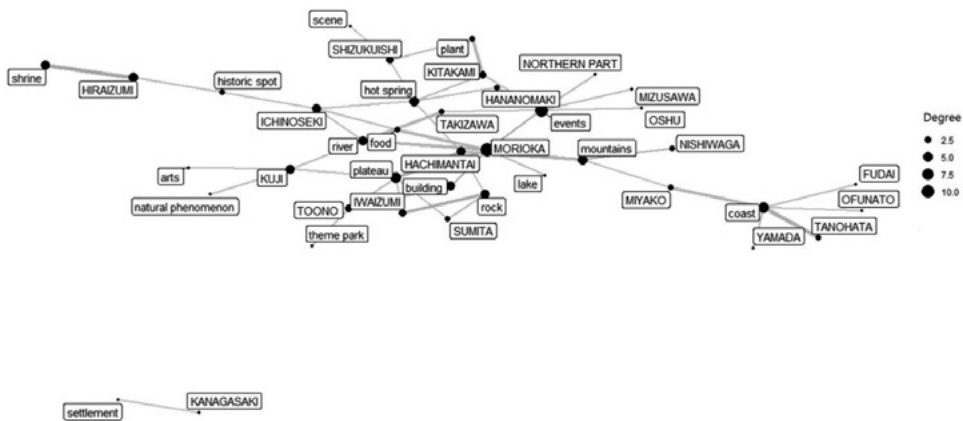 scene
SHIZUKUISHI
plant
KITAKAMI
NORTHERN PART
shrine
HIRAIZUMI
historic spot
hot spring
HANANOMAKI
MIZUSAWA
ICHINOSEKI
TAKIZAWA
events
OSHU
Degree
2.5
5.0
7.5
10.0
river
food
MORIOKA
mountains
NISHIWAGA
arts
KUJI
plateau
HACHIMANTAI
building
lake
FUDAI
natural phenomenon
IWAIZUMI
TOONO
rock
MIYAKO
coast
OFUNATO
theme park
SUMITA
YAMADA
TANOHATA
settlement
KANAGASAKI